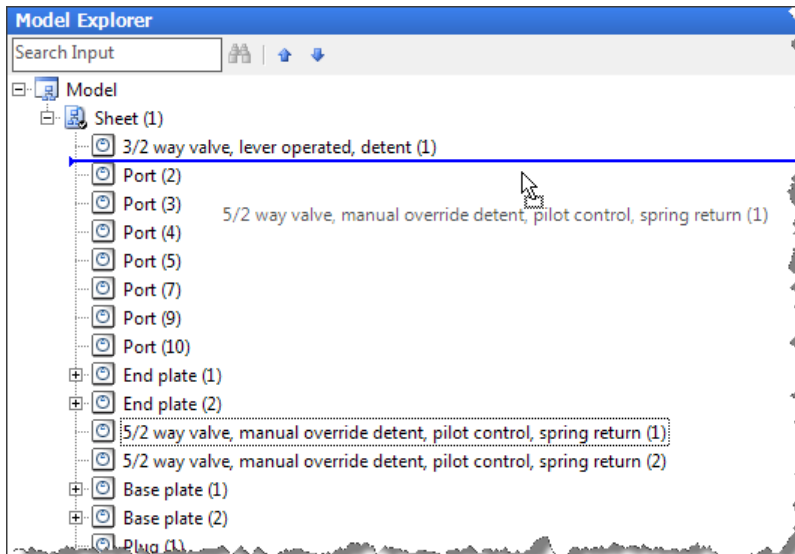 Model Explorer
Search Input
Model
Sheet (1)
3/2 way valve, lever operated, detent (1)
Port (2)
Port (3)
5/2 way valve, manual override detent, pilot control, spring return (1)
Port (4)
Port (5)
Port (7)
Port (9)
Port (10)
End plate (1)
End plate (2)
5/2 way valve, manual override detent, pilot control, spring return (1)
5/2 way valve, manual override detent, pilot control, spring return (2)
Base plate (1)
Base plate (2)
Plug (1)